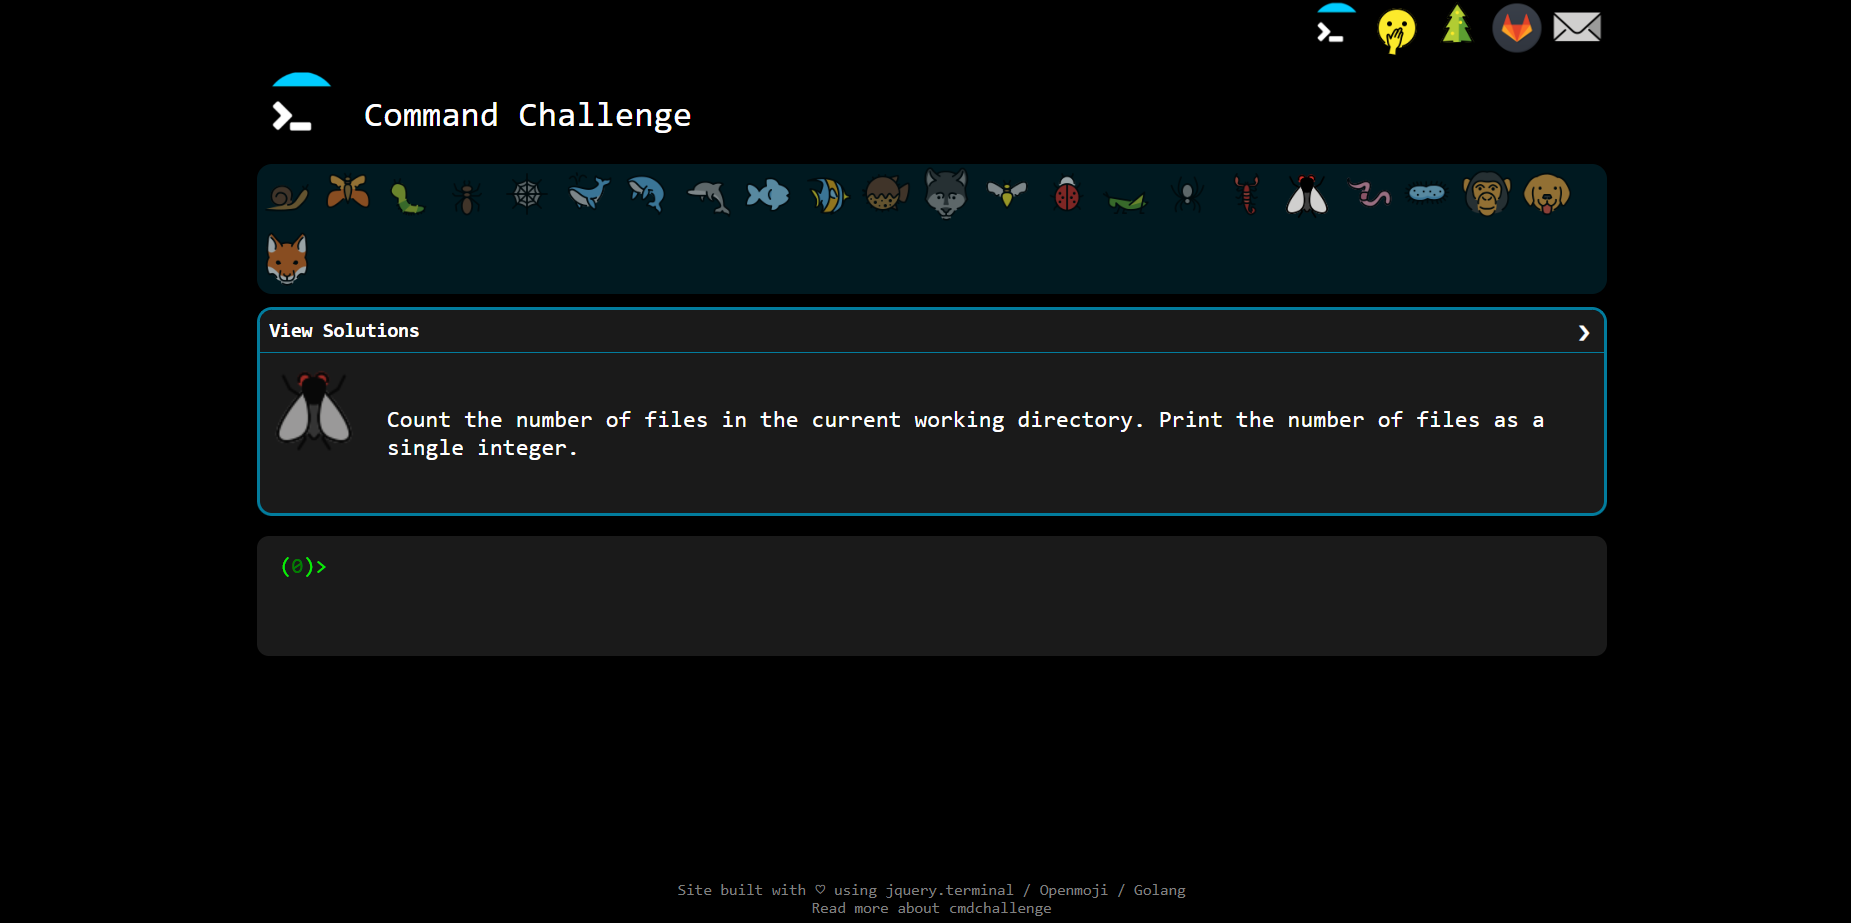 Command Challenge
View Solutions
Count the number of files in the current working directory. Print the number of files as a
single integer.
(0)>
Site built with ♡ using jquery.terminal / Openmoji / Golang
Read more about cmdchallenge